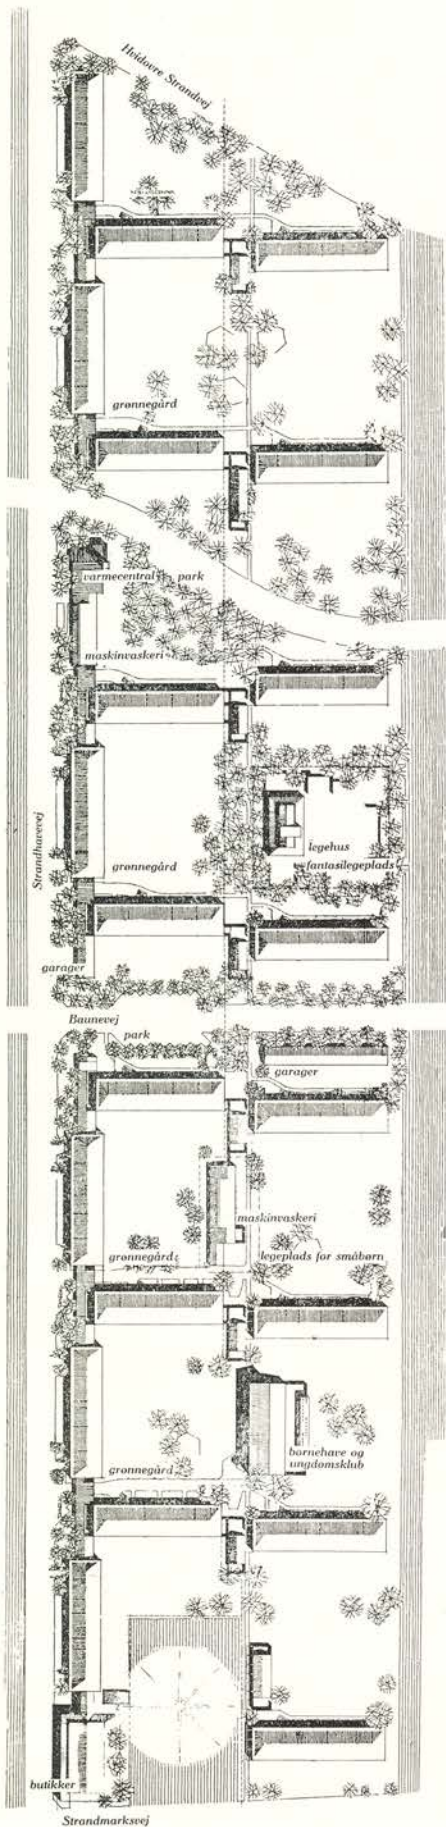 Hvidovre Strandvej
grønnegård
varmecentral
park
maskinvaskeri
Strandhavevej
legehus
fantasilegeplads
grønnegård
garager
Baunevej
park
garager
maskinvaskeri
grønnegård
legeplads for småbørn
børnehave og
ungdomsklub
grønnegård
butikker
Strandmarksvej